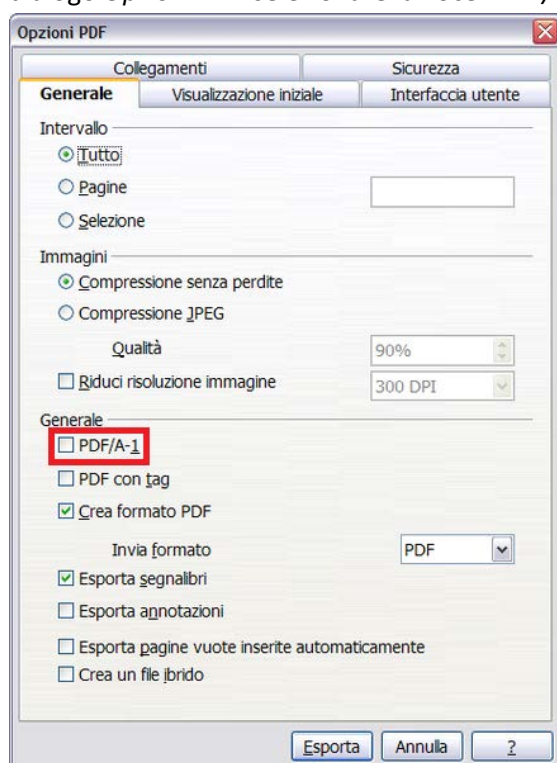 Opzioni PDF
Collegamenti Sicurezza
Generale Visualizzazione iniziale Interfaccia utente
Intervallo
Tutto
Pagine
Selezione
Immagini
Compressione senza perdite
Compressione JPEG
Qualità 90%
Riduci risoluzione immagine 300 DPI
Generale
PDF/A-1
PDF con tag
Crea formato PDF
Invia formato PDF
Esporta segnalibri
Esporta annotazioni
Esporta pagine vuote inserite automaticamente
Crea un file ibrido
Esporta Annulla ?